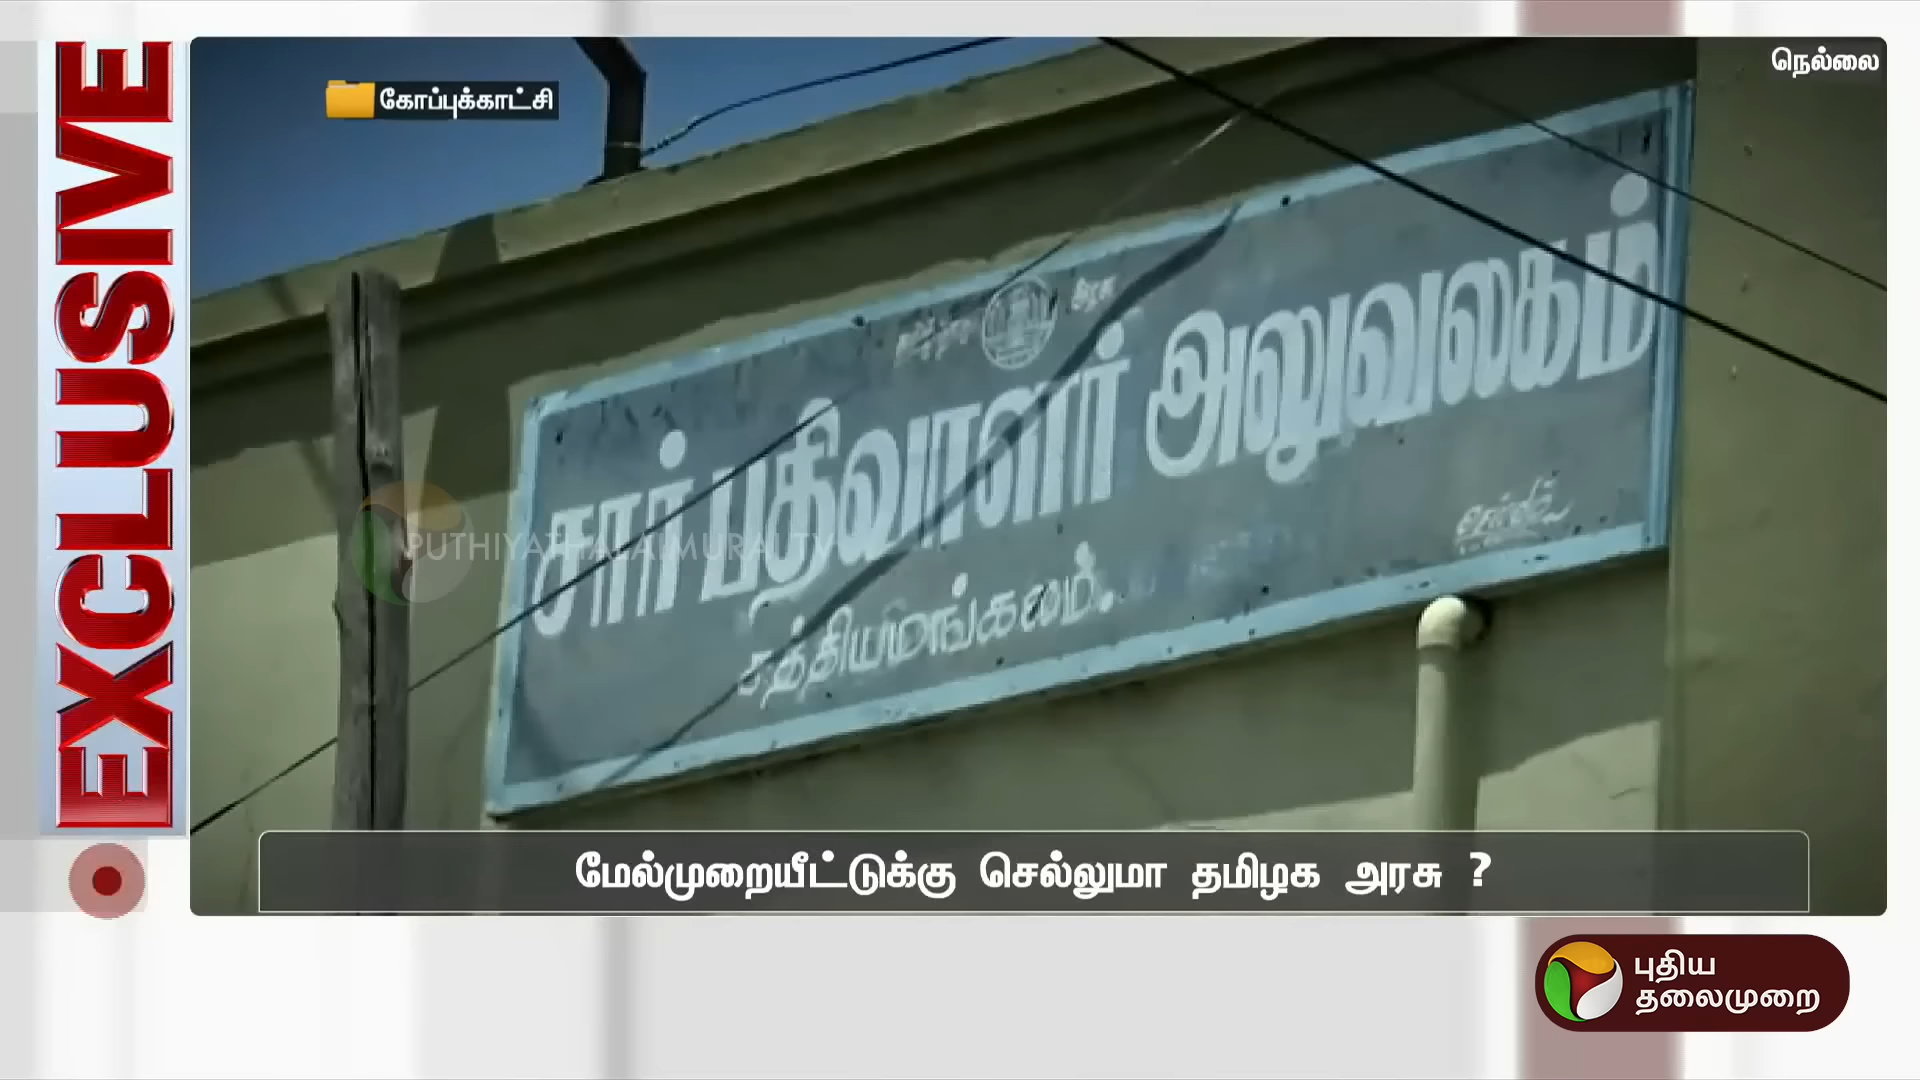 EXCLUSIVE
நெல்லை
கோப்புக்காட்சி
அரசு
சார் பதிவாளர் அலுவலகம்
சத்தியமங்கலம்.
PUTHIYATHALAIMURAI TV
மேல்முறையீட்டுக்கு செல்லுமா தமிழக அரசு ?
புதிய
தலைமுறை